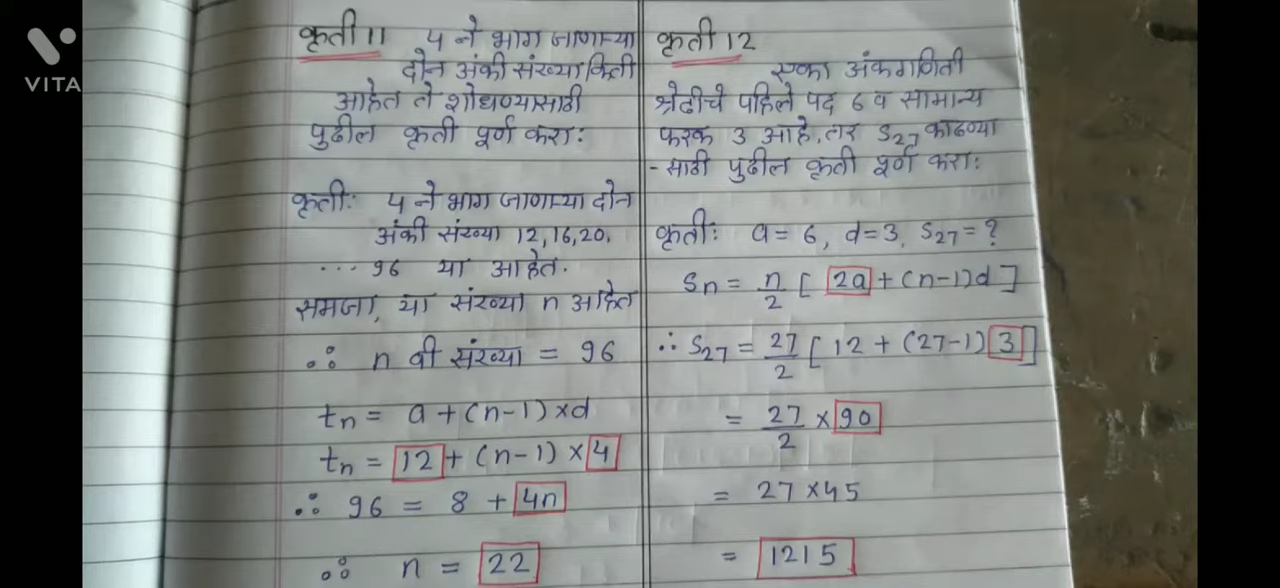 VITA
कृती 11 4 ने भाग जाणाऱ्या
दोन अंकी संख्या किती
आहेत ते शोधण्यासाठी
पुढील कृती पूर्ण करा:
कृती: 4 ने भाग जाणाऱ्या दोन
अंकी संख्या 12, 16, 20,
... 96 या आहेत.
समजा, या संख्या n आहेत
∴ n वी संख्या = 96
tn = a + (n-1) × d
tn = 12 + (n-1) × 4
∴ 96 = 8 + 4n
∴ n = 22
कृती 12
एका अंकगणिती
श्रेढीचे पहिले पद 6 व सामान्य
फरक 3 आहे, तर S27 काढण्या
- साठी पुढील कृती पूर्ण करा:
कृती: a = 6, d = 3, S27 = ?
Sn = n/2 [ 2a + (n-1)d ]
∴ S27 = 27/2 [ 12 + (27-1) 3 ]
= 27/2 × 90
= 27 × 45
= 1215